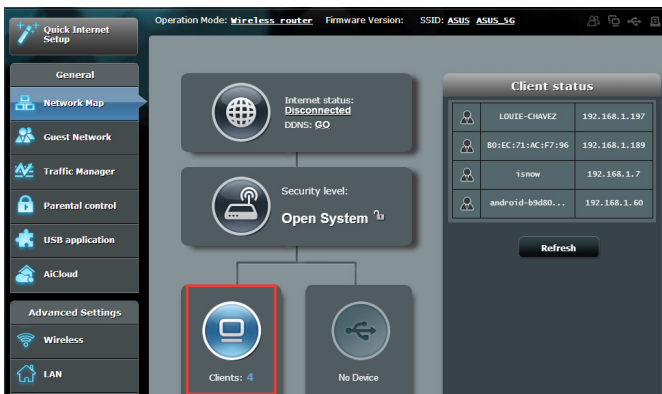 Operation Mode: Wireless router Firmware Version: SSID: ASUS ASUS_5G
Quick Internet
Setup
General
Network Map
Guest Network
Traffic Manager
Parental control
USB application
AiCloud
Advanced Settings
Wireless
LAN
Internet status:
Disconnected
DDNS: GO
Security level:
Open System
Clients: 4
No Device
Client status
LOUIE-CHAVEZ 192.168.1.197
B0:EC:71:AC:F7:96 192.168.1.189
isnow 192.168.1.7
android-b9d80... 192.168.1.60
Refresh